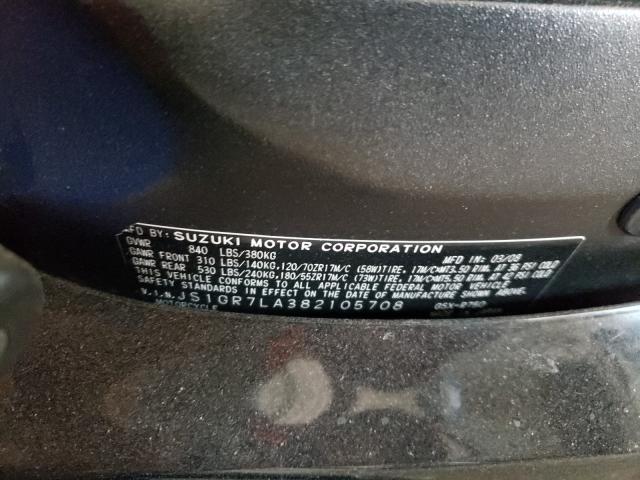 MFD BY: SUZUKI MOTOR CORPORATION MFD IN: 03/08
GVWR 840 LBS/380KG
GAWR FRONT 310 LBS/140KG, 120/70ZR17M/C (58W)TIRE, 17M/C×MT3.50 RIM, AT 36 PSI COLD
GAWR REAR 530 LBS/240KG, 180/55ZR17M/C (73W)TIRE, 17M/C×MT5.50 RIM, AT 42 PSI COLD
THIS VEHICLE CONFORMS TO ALL APPLICABLE FEDERAL MOTOR VEHICLE
SAFETY STANDARDS IN EFFECT ON THE DATE OF MANUFACTURE SHOWN ABOVE.
V.I.N. JS1GR7LA382105708
MOTORCYCLE